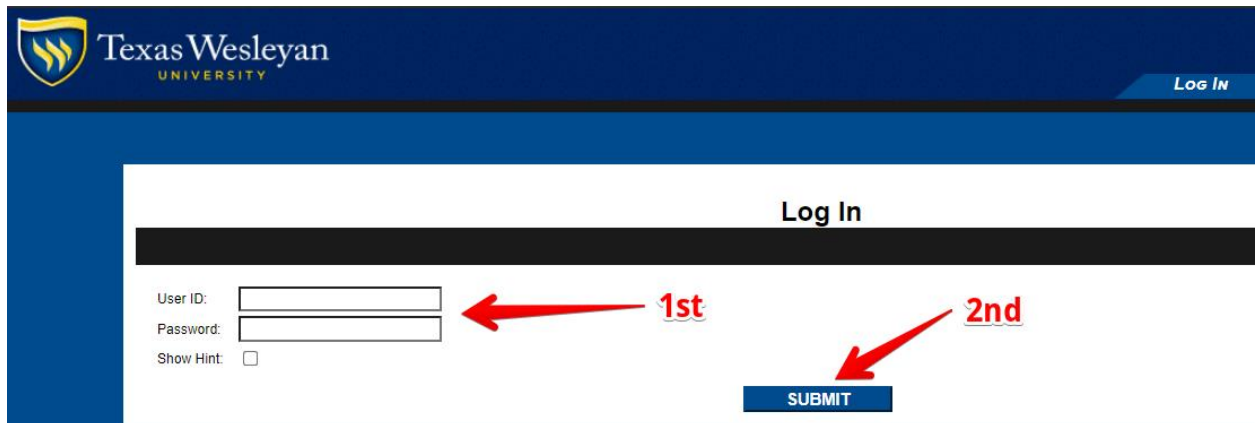 Texas Wesleyan
UNIVERSITY
LOG IN
Log In
User ID:
1st
2nd
Password:
Show Hint:
SUBMIT